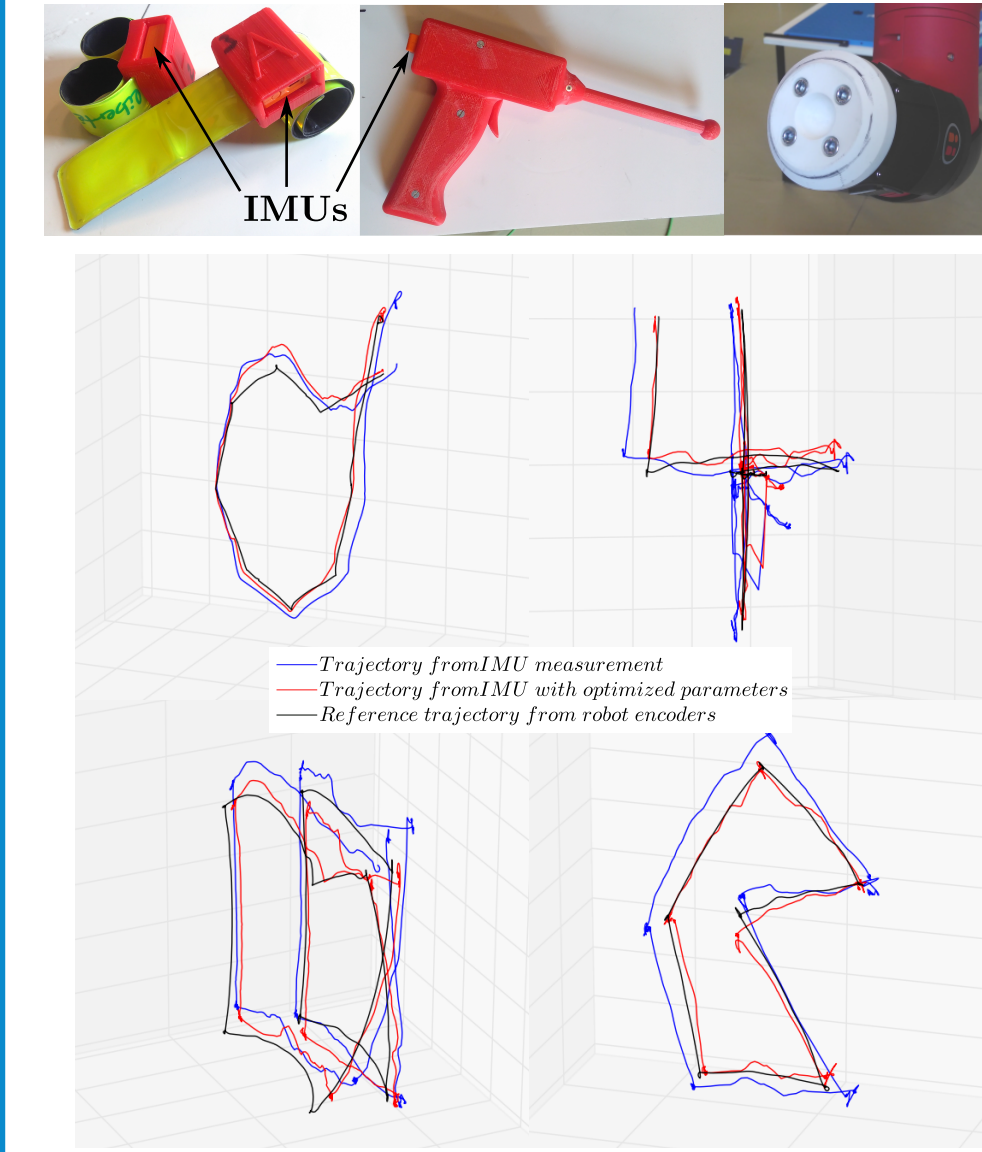 A
IMUs
Trajectory fromIMU measurement
Trajectory fromIMU with optimized parameters
Reference trajectory from robot encoders